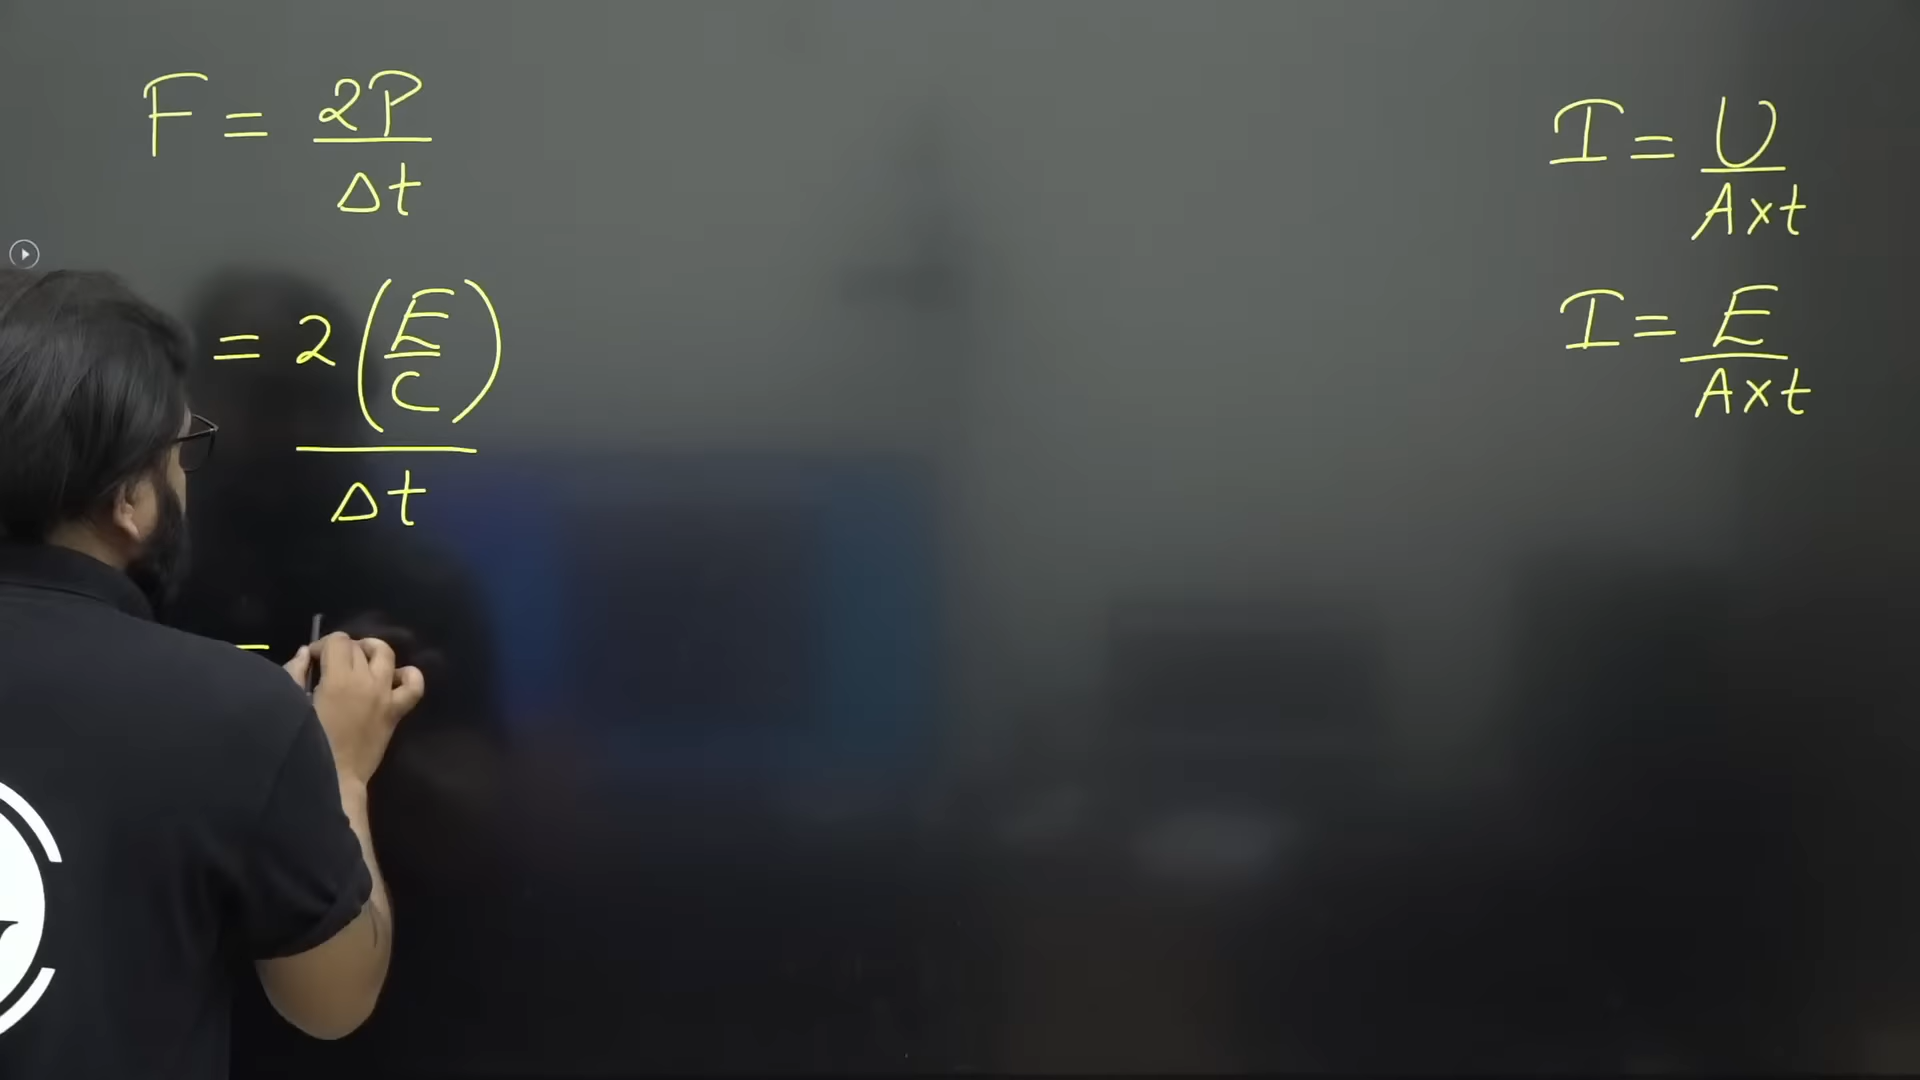 F = 2P / Δt
= 2(E/C) / Δt
=
I = U / A×t
I = E / A×t